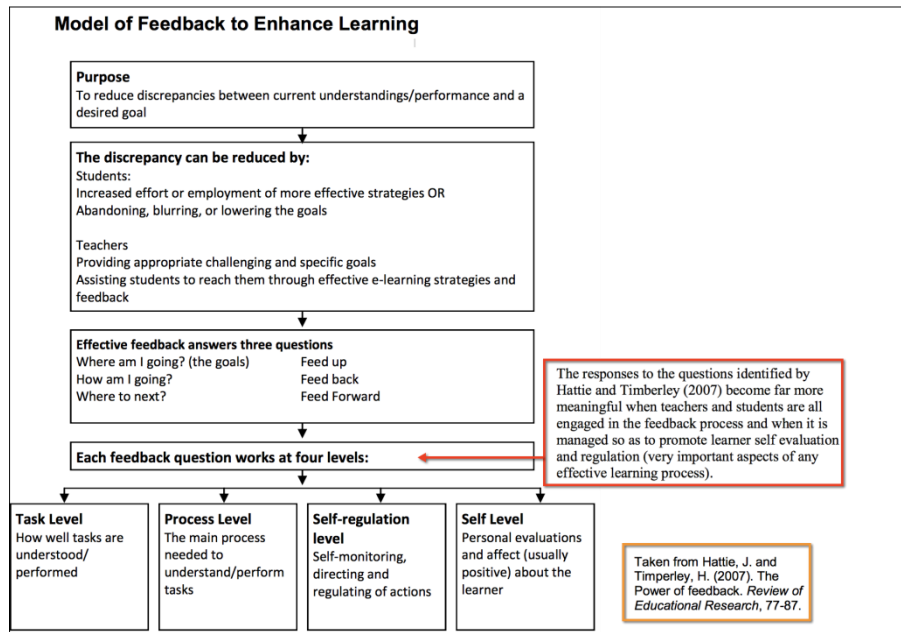 Model of Feedback to Enhance Learning
Purpose
To reduce discrepancies between current understandings/performance and a
desired goal
The discrepancy can be reduced by:
Students:
Increased effort or employment of more effective strategies OR
Abandoning, blurring, or lowering the goals
Teachers
Providing appropriate challenging and specific goals
Assisting students to reach them through effective e-learning strategies and
feedback
Effective feedback answers three questions
Where am I going? (the goals) Feed up
How am I going? Feed back
Where to next? Feed Forward
The responses to the questions identified by
Hattie and Timberley (2007) become far more
meaningful when teachers and students are all
engaged in the feedback process and when it is
managed so as to promote learner self evaluation
and regulation (very important aspects of any
effective learning process).
Each feedback question works at four levels:
Task Level
How well tasks are
understood/
performed
Process Level
The main process
needed to
understand/perform
tasks
Self-regulation
level
Self-monitoring,
directing and
regulating of actions
Self Level
Personal evaluations
and affect (usually
positive) about the
learner
Taken from Hattie, J. and
Timperley, H. (2007). The
Power of feedback. Review of
Educational Research, 77-87.